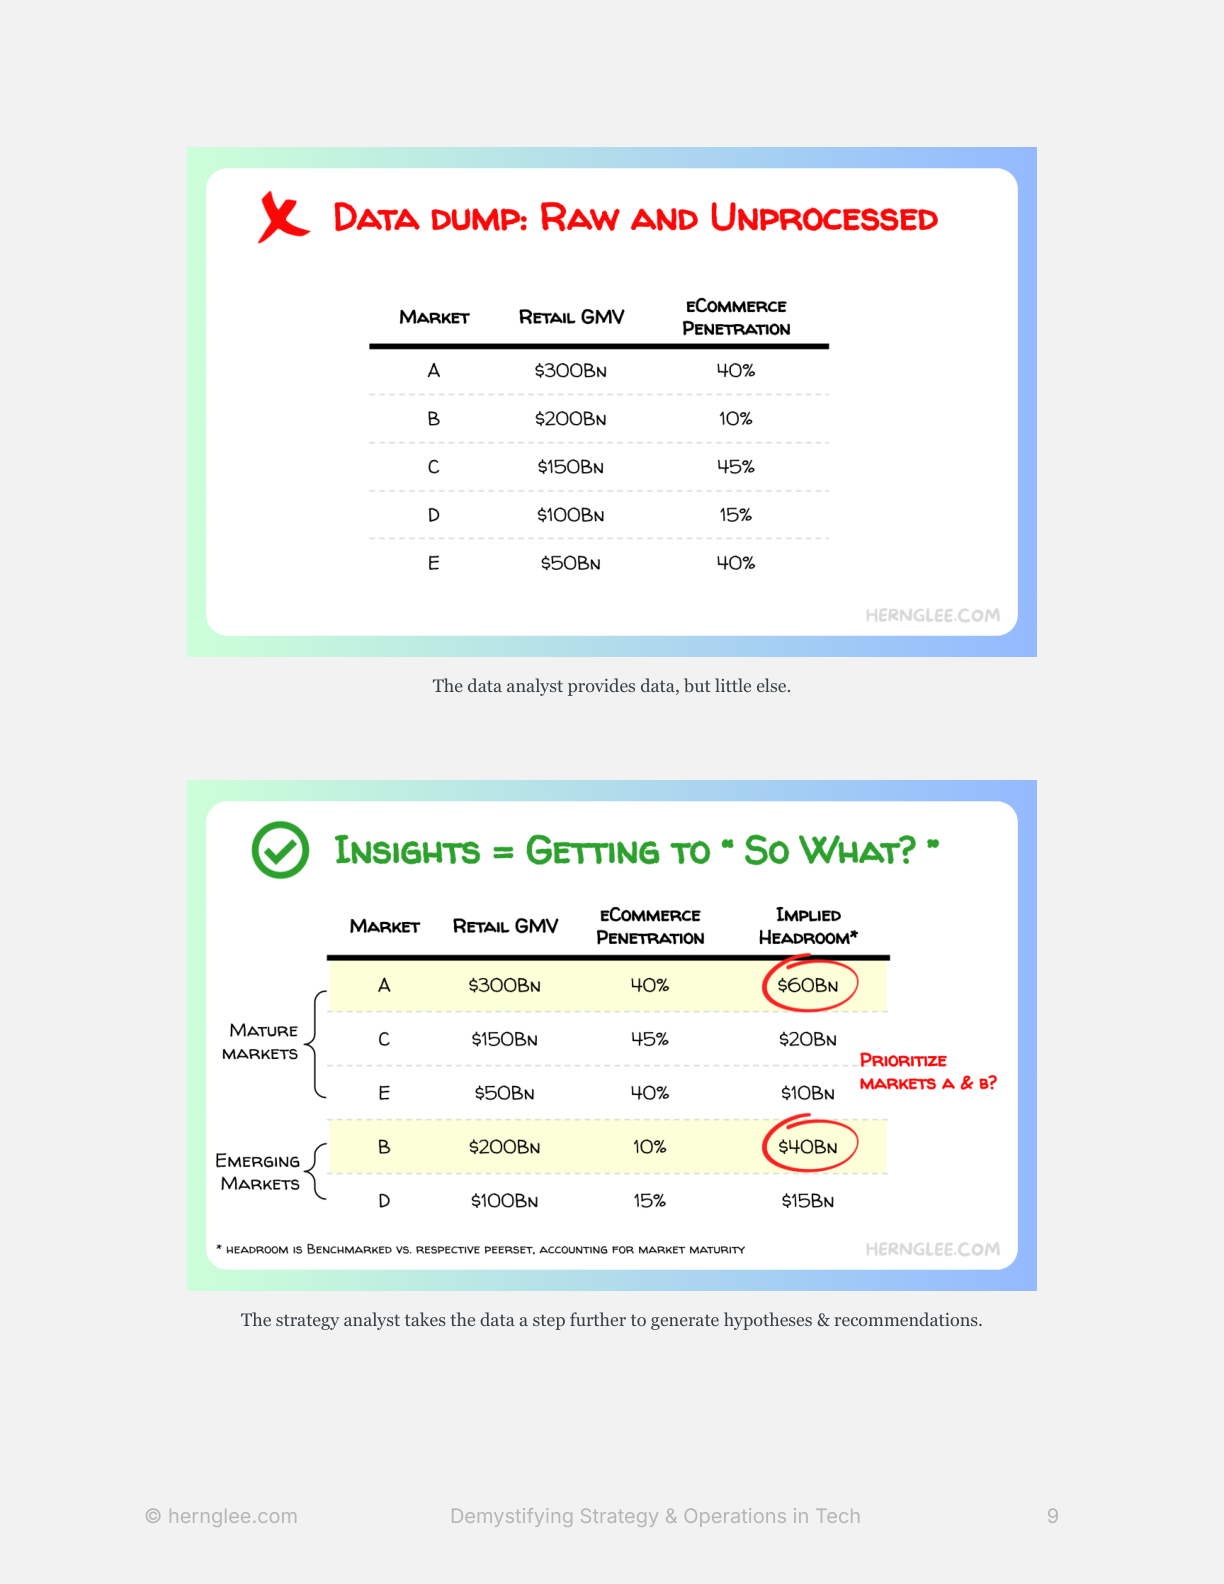 Data dump: Raw and Unprocessed
Market Retail GMV eCommerce Penetration
A $300Bn 40%
B $200Bn 10%
C $150Bn 45%
D $100Bn 15%
E $50Bn 40%
HERNGLEE.COM
The data analyst provides data, but little else.
Insights = Getting to “ So What? ”
Market Retail GMV eCommerce Penetration Implied Headroom*
Mature markets
A $300Bn 40% $60Bn
C $150Bn 45% $20Bn
E $50Bn 40% $10Bn
Prioritize
markets A & B?
Emerging Markets
B $200Bn 10% $40Bn
D $100Bn 15% $15Bn
* headroom is Benchmarked vs. respective peerset, accounting for market maturity
HERNGLEE.COM
The strategy analyst takes the data a step further to generate hypotheses & recommendations.
© hernglee.com Demystifying Strategy & Operations in Tech 9